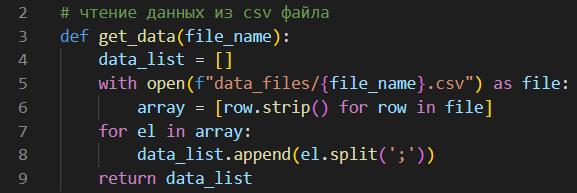 2 # чтение данных из csv файла
3 def get_data(file_name):
4     data_list = []
5     with open(f"data_files/{file_name}.csv") as file:
6         array = [row.strip() for row in file]
7     for el in array:
8         data_list.append(el.split(';'))
9     return data_list